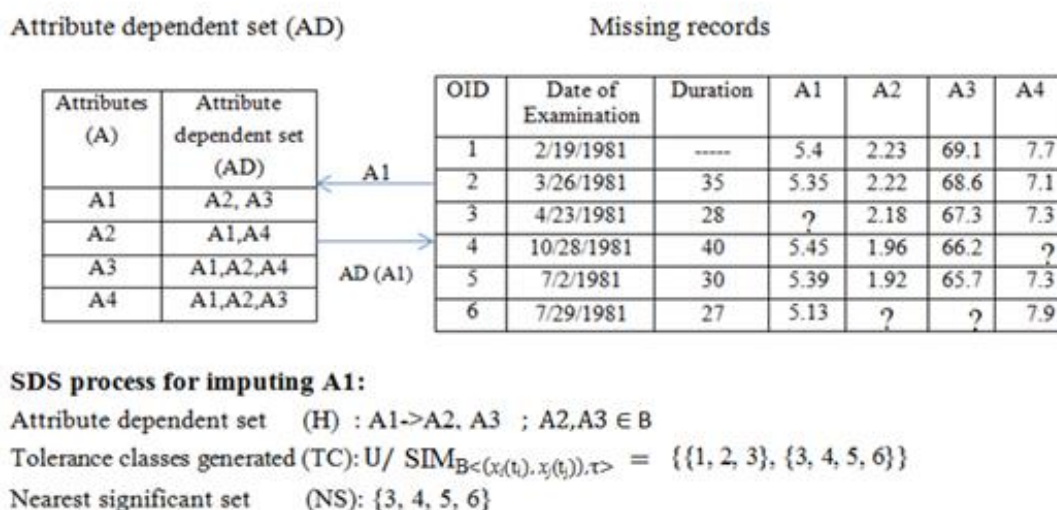 Attribute dependent set (AD) Missing records
Attributes (A) Attribute dependent set (AD)
A1 A2, A3
A2 A1,A4
A3 A1,A2,A4
A4 A1,A2,A3
A1
AD (A1)
OID Date of Examination Duration A1 A2 A3 A4
1 2/19/1981 ----- 5.4 2.23 69.1 7.7
2 3/26/1981 35 5.35 2.22 68.6 7.1
3 4/23/1981 28 ? 2.18 67.3 7.3
4 10/28/1981 40 5.45 1.96 66.2 ?
5 7/2/1981 30 5.39 1.92 65.7 7.3
6 7/29/1981 27 5.13 ? ? 7.9
SDS process for imputing A1:
Attribute dependent set (H) : A1->A2, A3 ; A2,A3 ∈ B
Tolerance classes generated (TC): U/ SIM_B<(x_i(t_i), x_j(t_j)),τ> = {{1, 2, 3}, {3, 4, 5, 6}}
Nearest significant set (NS): {3, 4, 5, 6}